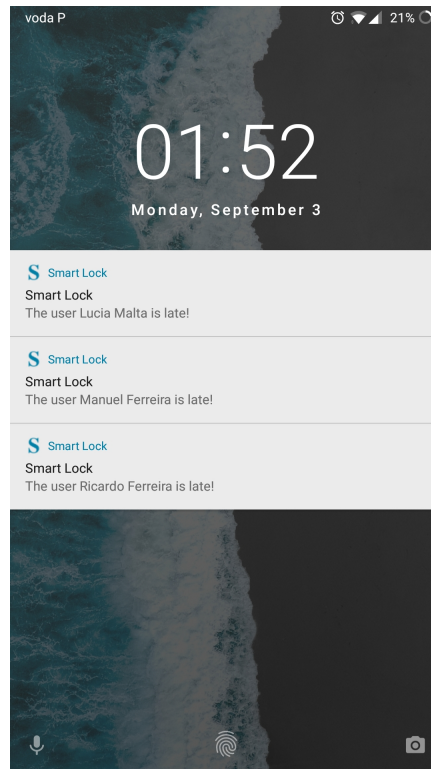 voda P 21%
01:52
Monday, September 3
S Smart Lock
Smart Lock
The user Lucia Malta is late!
S Smart Lock
Smart Lock
The user Manuel Ferreira is late!
S Smart Lock
Smart Lock
The user Ricardo Ferreira is late!